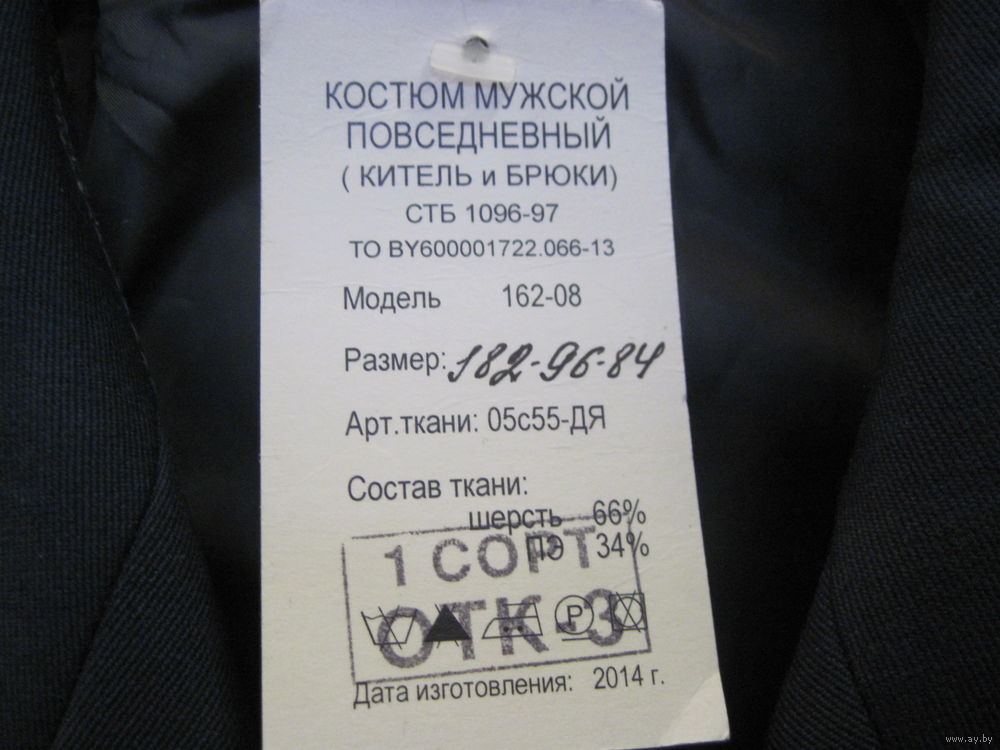 КОСТЮМ МУЖСКОЙ
ПОВСЕДНЕВНЫЙ
( КИТЕЛЬ и БРЮКИ)
СТБ 1096-97
ТО BY600001722.066-13
Модель 162-08
Размер: 182-96-84
Арт.ткани: 05с55-ДЯ
Состав ткани:
шерсть 66%
ПЭ 34%
1 СОРТ
ОТК-3
P
Дата изготовления: 2014 г.
www.ay.by